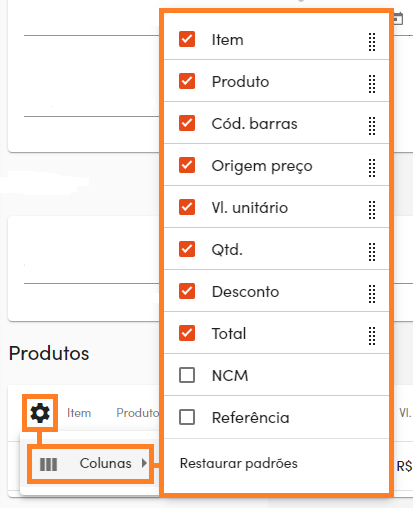 Item
Produto
Cód. barras
Origem preço
Vl. unitário
Qtd.
Desconto
Total
NCM
Referência
Restaurar padrões
Produtos
Item Produto Vl.
Colunas
R$